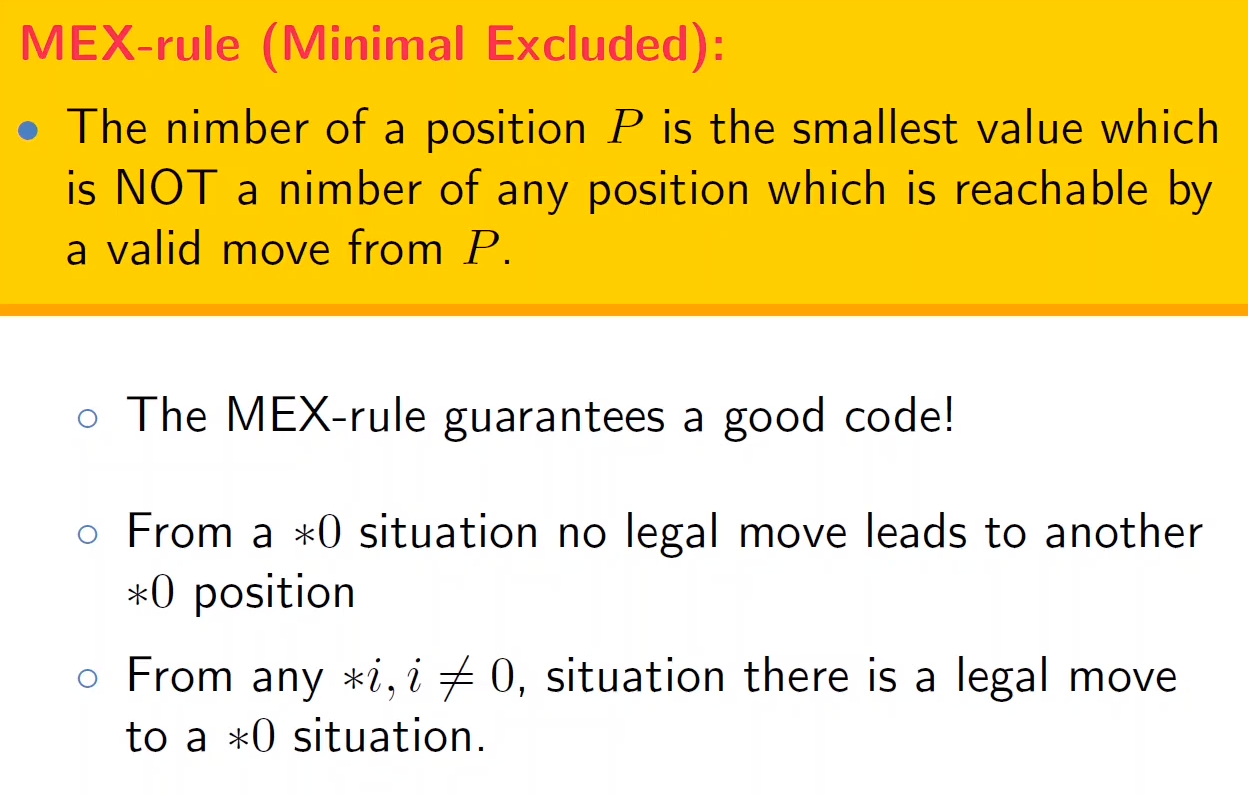 MEX-rule (Minimal Excluded):
• The nimber of a position P is the smallest value which
is NOT a nimber of any position which is reachable by
a valid move from P.
○ The MEX-rule guarantees a good code!
○ From a ∗0 situation no legal move leads to another
∗0 position
○ From any ∗i, i ≠ 0, situation there is a legal move
to a ∗0 situation.